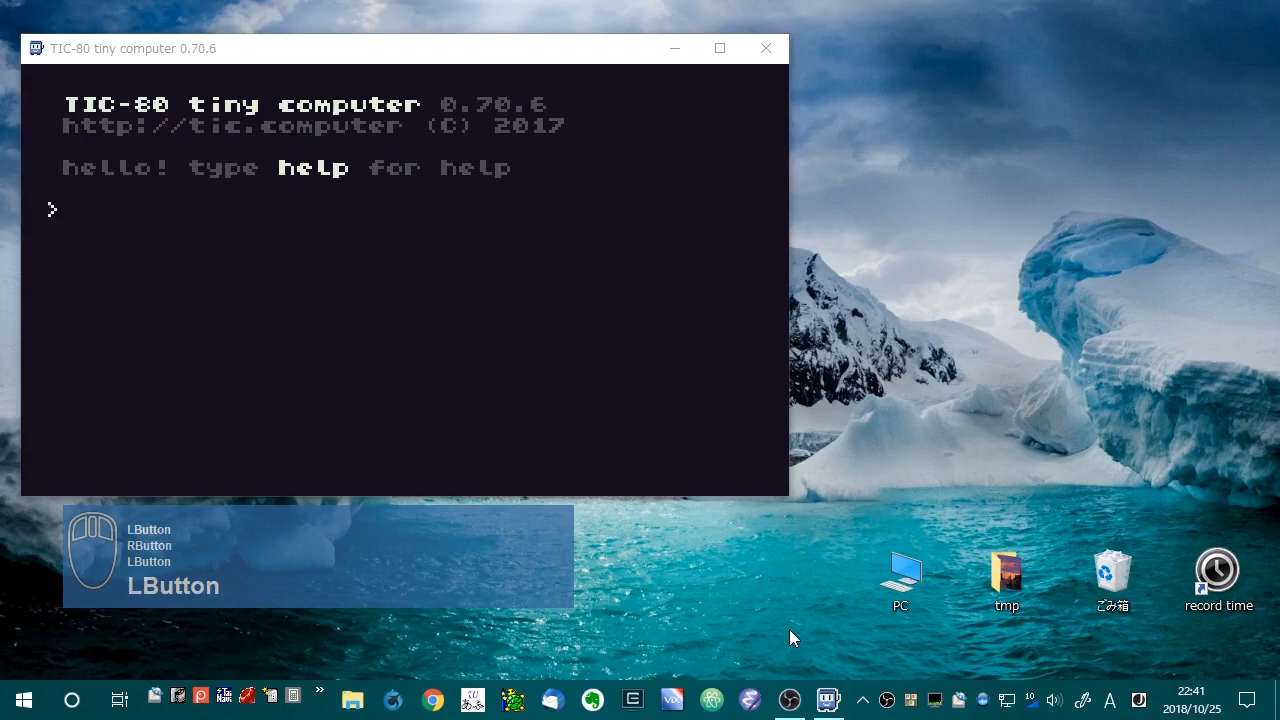 TIC-80 tiny computer 0.70.6
TIC-80 tiny computer 0.70.6
http://tic.computer (C) 2017
hello! type help for help
>
LButton
RButton
LButton
LButton
PC
tmp
ごみ箱
record time
22:41
2018/10/25